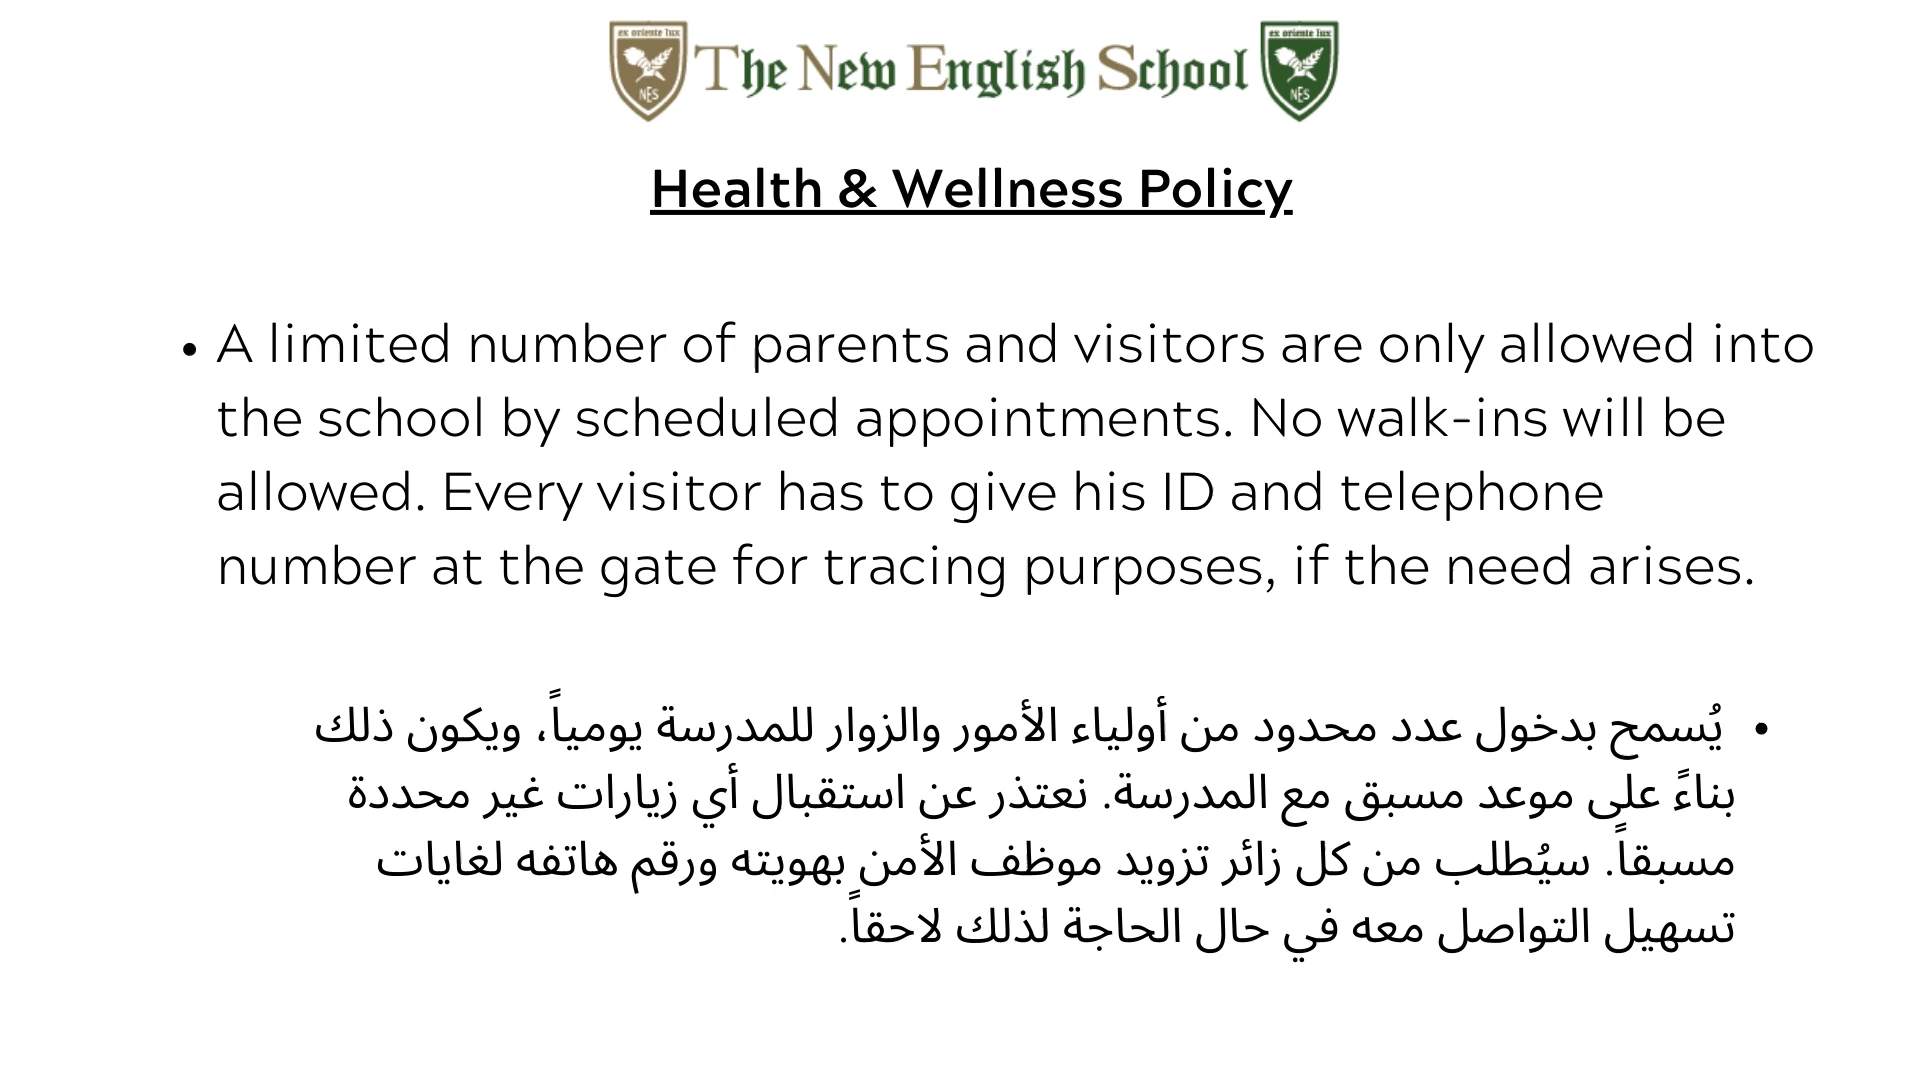 ex oriente lux
NES
The New English School
ex oriente lux
NES
Health & Wellness Policy
• A limited number of parents and visitors are only allowed into
the school by scheduled appointments. No walk-ins will be
allowed. Every visitor has to give his ID and telephone
number at the gate for tracing purposes, if the need arises.
• يُسمح بدخول عدد محدود من أولياء الأمور والزوار للمدرسة يومياً، ويكون ذلك
بناءً على موعد مسبق مع المدرسة. نعتذر عن استقبال أي زيارات غير محددة
مسبقاً. سيُطلب من كل زائر تزويد موظف الأمن بهويته ورقم هاتفه لغايات
تسهيل التواصل معه في حال الحاجة لذلك لاحقاً.